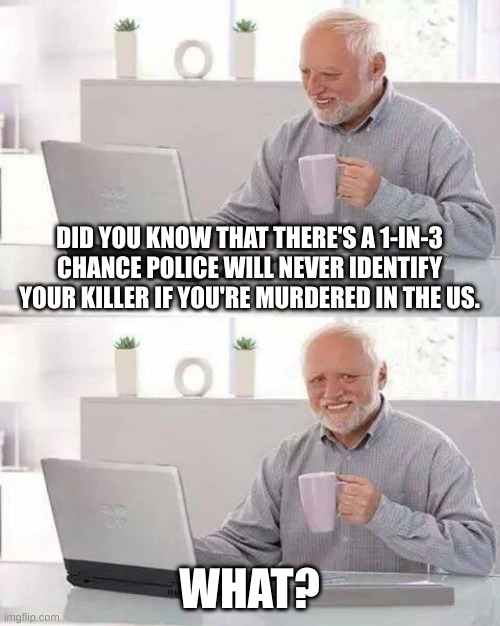 DID YOU KNOW THAT THERE'S A 1-IN-3
CHANCE POLICE WILL NEVER IDENTIFY
YOUR KILLER IF YOU'RE MURDERED IN THE US.
WHAT?
imgflip.com